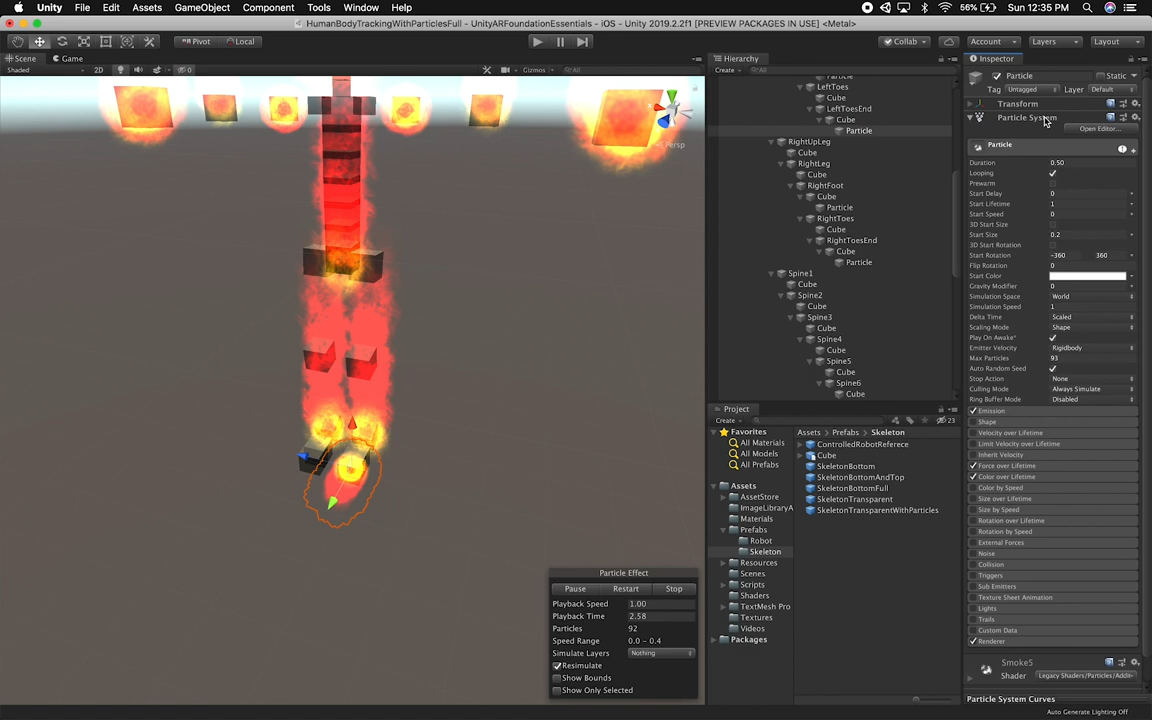 Unity File Edit Assets GameObject Component Tools Window Help 56% Sun 12:35 PM
HumanBodyTrackingWithParticlesFull - UnityARFoundationEssentials - iOS - Unity 2019.2.2f1 [PREVIEW PACKAGES IN USE] <Metal>
Pivot Local Collab Account Layers Layout
Scene Game
Shaded 2D 0 Gizmos All
Persp
Particle Effect
Pause Restart Stop
Playback Speed 1.00
Playback Time 2.58
Particles 92
Speed Range 0.0 - 0.4
Simulate Layers Nothing
Resimulate
Show Bounds
Show Only Selected
Hierarchy
Create All
Particle
LeftToes
Cube
LeftToesEnd
Cube
Particle
RightUpLeg
Cube
RightLeg
Cube
RightFoot
Cube
Particle
RightToes
Cube
RightToesEnd
Cube
Particle
Spine1
Cube
Spine2
Cube
Spine3
Cube
Spine4
Cube
Spine5
Cube
Spine6
Cube
Project
Create 23
Favorites
All Materials
All Models
All Prefabs
Assets
AssetStore
ImageLibraryA
Materials
Prefabs
Robot
Skeleton
Resources
Scenes
Scripts
Shaders
TextMesh Pro
Textures
Videos
Packages
Assets > Prefabs > Skeleton
ControlledRobotReferece
Cube
SkeletonBottom
SkeletonBottomAndTop
SkeletonBottomFull
SkeletonTransparent
SkeletonTransparentWithParticles
Inspector
Particle Static
Tag Untagged Layer Default
Transform
Particle System
Open Editor...
Particle
Duration 0.50
Looping
Prewarm
Start Delay 0
Start Lifetime 1
Start Speed 0
3D Start Size
Start Size 0.2
3D Start Rotation
Start Rotation -360 360
Flip Rotation 0
Start Color
Gravity Modifier 0
Simulation Space World
Simulation Speed 1
Delta Time Scaled
Scaling Mode Shape
Play On Awake*
Emitter Velocity Rigidbody
Max Particles 93
Auto Random Seed
Stop Action None
Culling Mode Always Simulate
Ring Buffer Mode Disabled
Emission
Shape
Velocity over Lifetime
Limit Velocity over Lifetime
Inherit Velocity
Force over Lifetime
Color over Lifetime
Color by Speed
Size over Lifetime
Size by Speed
Rotation over Lifetime
Rotation by Speed
External Forces
Noise
Collision
Triggers
Sub Emitters
Texture Sheet Animation
Lights
Trails
Custom Data
Renderer
Smoke5
Shader Legacy Shaders/Particles/Additi
Particle System Curves
Auto Generate Lighting Off